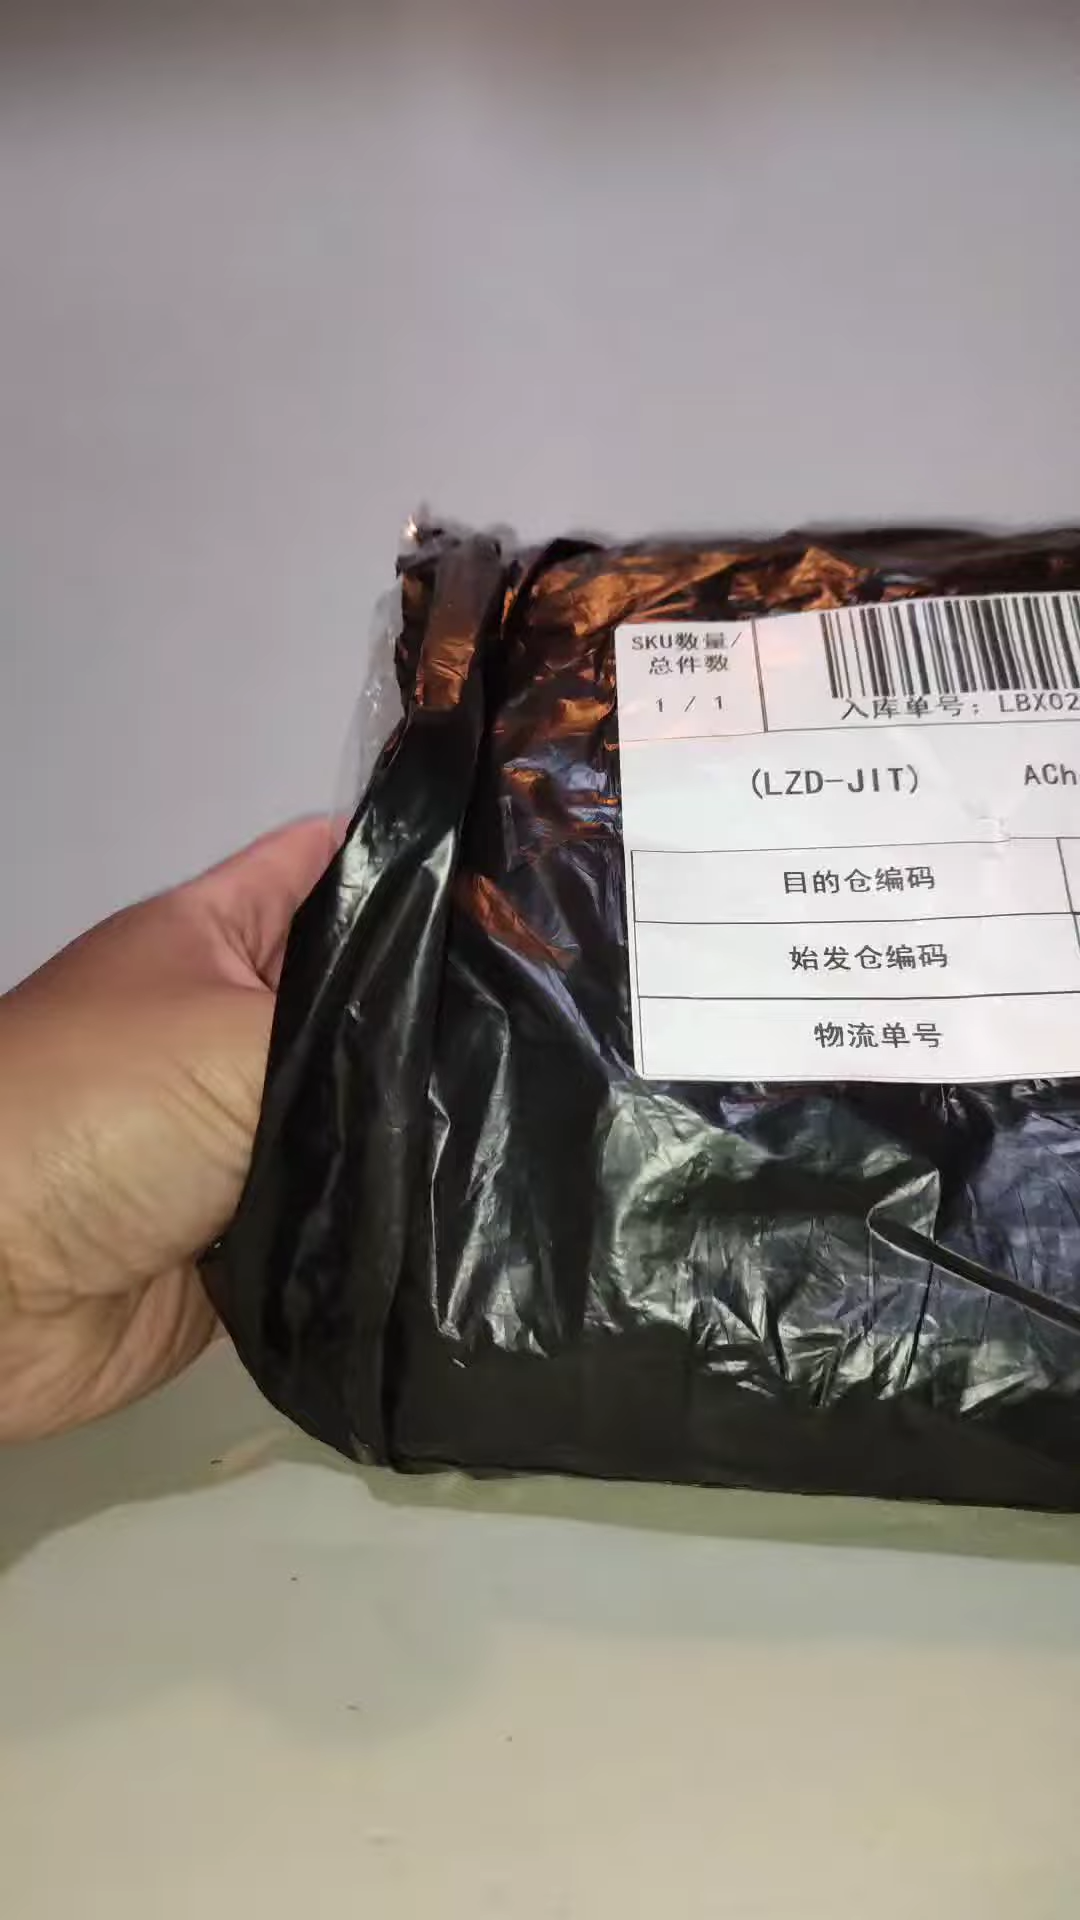 SKU数量/
总件数
1 / 1
入库单号：LBX02
(LZD-JIT) ACh
目的仓编码
始发仓编码
物流单号